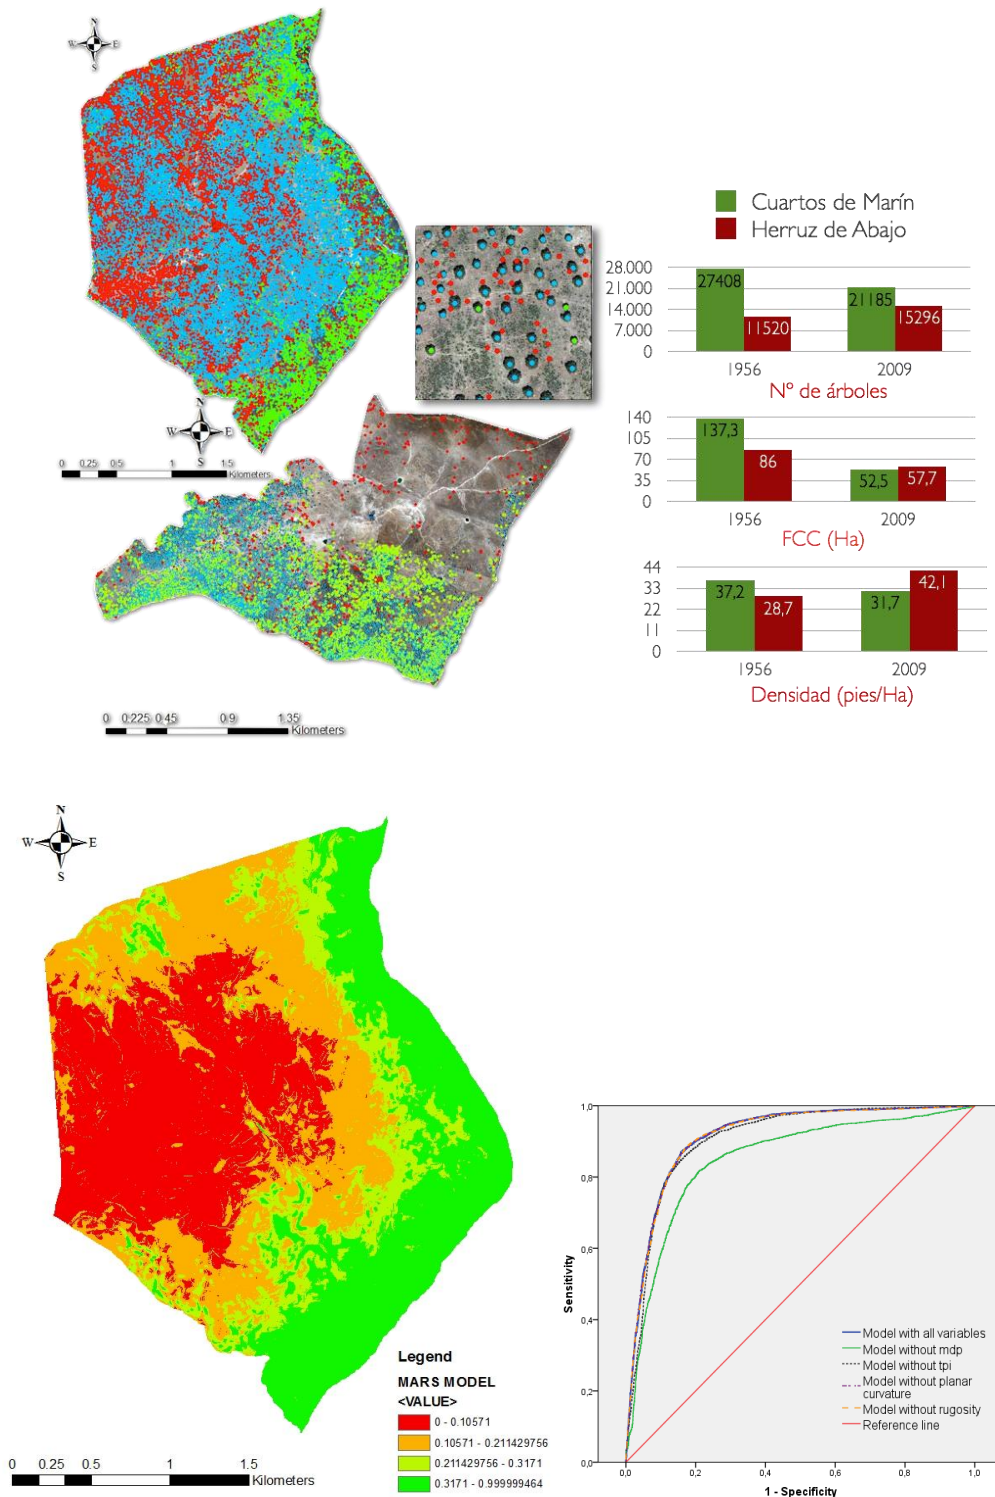 N
W E
S
Cuartos de Marín
Herruz de Abajo
28.000
21.000
14.000
7.000
0
27408
11520
21185
15296
1956 2009
Nº de árboles
140
105
70
35
0
137,3
86
52,5
57,7
1956 2009
FCC (Ha)
44
33
22
11
0
37,2
28,7
31,7
42,1
1956 2009
Densidad (pies/Ha)
N
W E
S
0 0.25 0.5 1 1.5
Kilometers
0 0.225 0.45 0.9 1.35
Kilometers
N
W E
S
Legend
MARS MODEL
<VALUE>
0 - 0.10571
0.10571 - 0.211429756
0.211429756 - 0.3171
0.3171 - 0.999999464
0 0.25 0.5 1 1.5
Kilometers
1,0
0,8
0,6
0,4
0,2
0,0
Sensitivity
Model with all variables
Model without mdp
Model without tpi
Model without planar
curvature
Model without rugosity
Reference line
0,0 0,2 0,4 0,6 0,8 1,0
1 - Specificity